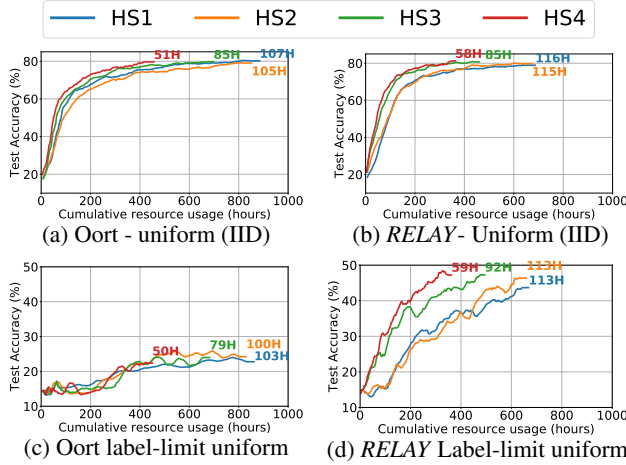 HS1 HS2 HS3 HS4
80
60
40
20
Test Accuracy (%)
51H 85H 107H
105H
0 200 400 600 800 1000
Cumulative resource usage (hours)
(a) Oort - uniform (IID)
80
60
40
20
Test Accuracy (%)
58H 85H 116H
115H
0 200 400 600 800 1000
Cumulative resource usage (hours)
(b) RELAY - Uniform (IID)
50
40
30
20
10
Test Accuracy (%)
50H 79H 100H
103H
0 200 400 600 800 1000
Cumulative resource usage (hours)
(c) Oort label-limit uniform
50
40
30
20
10
Test Accuracy (%)
59H 92H 113H
113H
0 200 400 600 800 1000
Cumulative resource usage (hours)
(d) RELAY Label-limit uniform